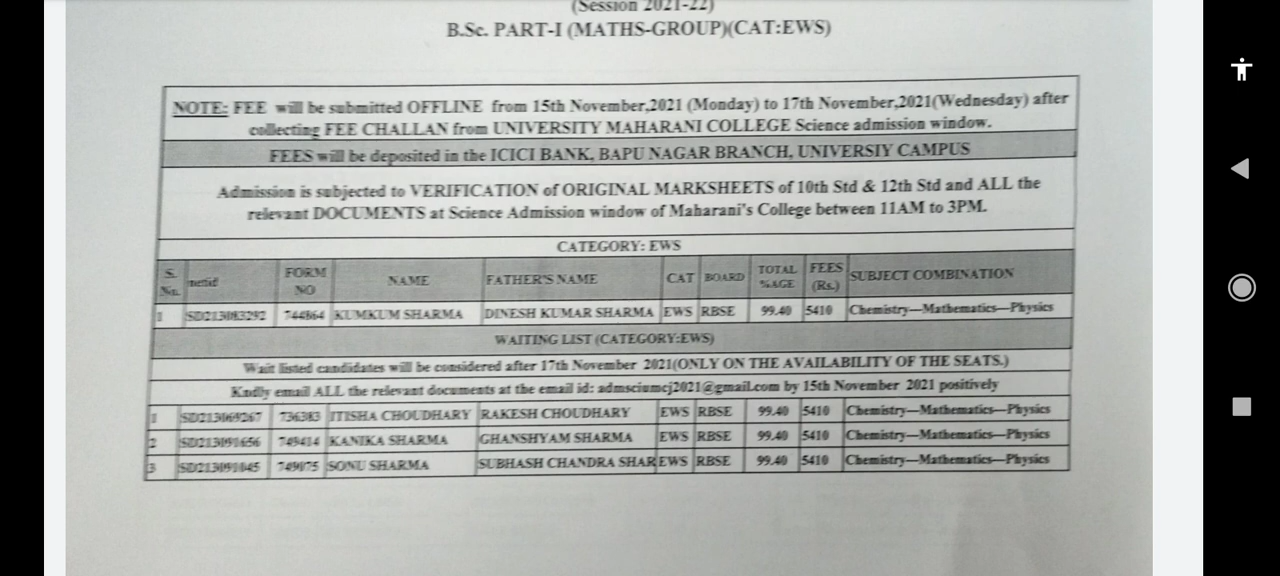 (Session 2021-22)
B.Sc. PART-I (MATHS-GROUP)(CAT:EWS)
NOTE: FEE will be submitted OFFLINE from 15th November,2021 (Monday) to 17th November,2021(Wednesday) after
collecting FEE CHALLAN from UNIVERSITY MAHARANI COLLEGE Science admission window.
FEES will be deposited in the ICICI BANK, BAPU NAGAR BRANCH, UNIVERSIY CAMPUS
Admission is subjected to VERIFICATION of ORIGINAL MARKSHEETS of 10th Std & 12th Std and ALL the
relevant DOCUMENTS at Science Admission window of Maharani's College between 11AM to 3PM.
CATEGORY: EWS
S. No. netid FORM NO NAME FATHER'S NAME CAT BOARD TOTAL %AGE FEES (Rs.) SUBJECT COMBINATION
1 KUMKUM SHARMA DINESH KUMAR SHARMA EWS RBSE 99.40 5410 Chemistry—Mathematics—Physics
WAITING LIST (CATEGORY:EWS)
Wait listed candidates will be considered after 17th November 2021(ONLY ON THE AVAILABILITY OF THE SEATS.)
Kndly email ALL the relevant documents at the email id: admsciumcj2021@gmail.com by 15th November 2021 positively
1 ITISHA CHOUDHARY RAKESH CHOUDHARY EWS RBSE 99.40 5410 Chemistry—Mathematics—Physics
2 KANIKA SHARMA GHANSHYAM SHARMA EWS RBSE 99.40 5410 Chemistry—Mathematics—Physics
3 SONU SHARMA SUBHASH CHANDRA SHAR EWS RBSE 99.40 5410 Chemistry—Mathematics—Physics